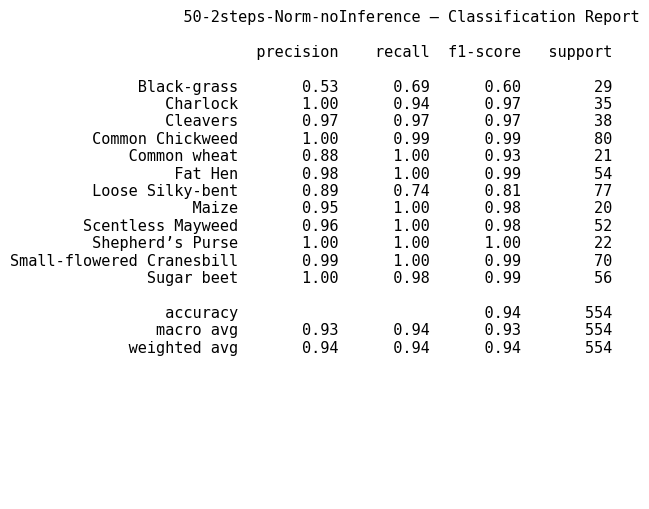 50-2steps-Norm-noInference — Classification Report
precision recall f1-score support
Black-grass 0.53 0.69 0.60 29
Charlock 1.00 0.94 0.97 35
Cleavers 0.97 0.97 0.97 38
Common Chickweed 1.00 0.99 0.99 80
Common wheat 0.88 1.00 0.93 21
Fat Hen 0.98 1.00 0.99 54
Loose Silky-bent 0.89 0.74 0.81 77
Maize 0.95 1.00 0.98 20
Scentless Mayweed 0.96 1.00 0.98 52
Shepherd’s Purse 1.00 1.00 1.00 22
Small-flowered Cranesbill 0.99 1.00 0.99 70
Sugar beet 1.00 0.98 0.99 56
accuracy 0.94 554
macro avg 0.93 0.94 0.93 554
weighted avg 0.94 0.94 0.94 554